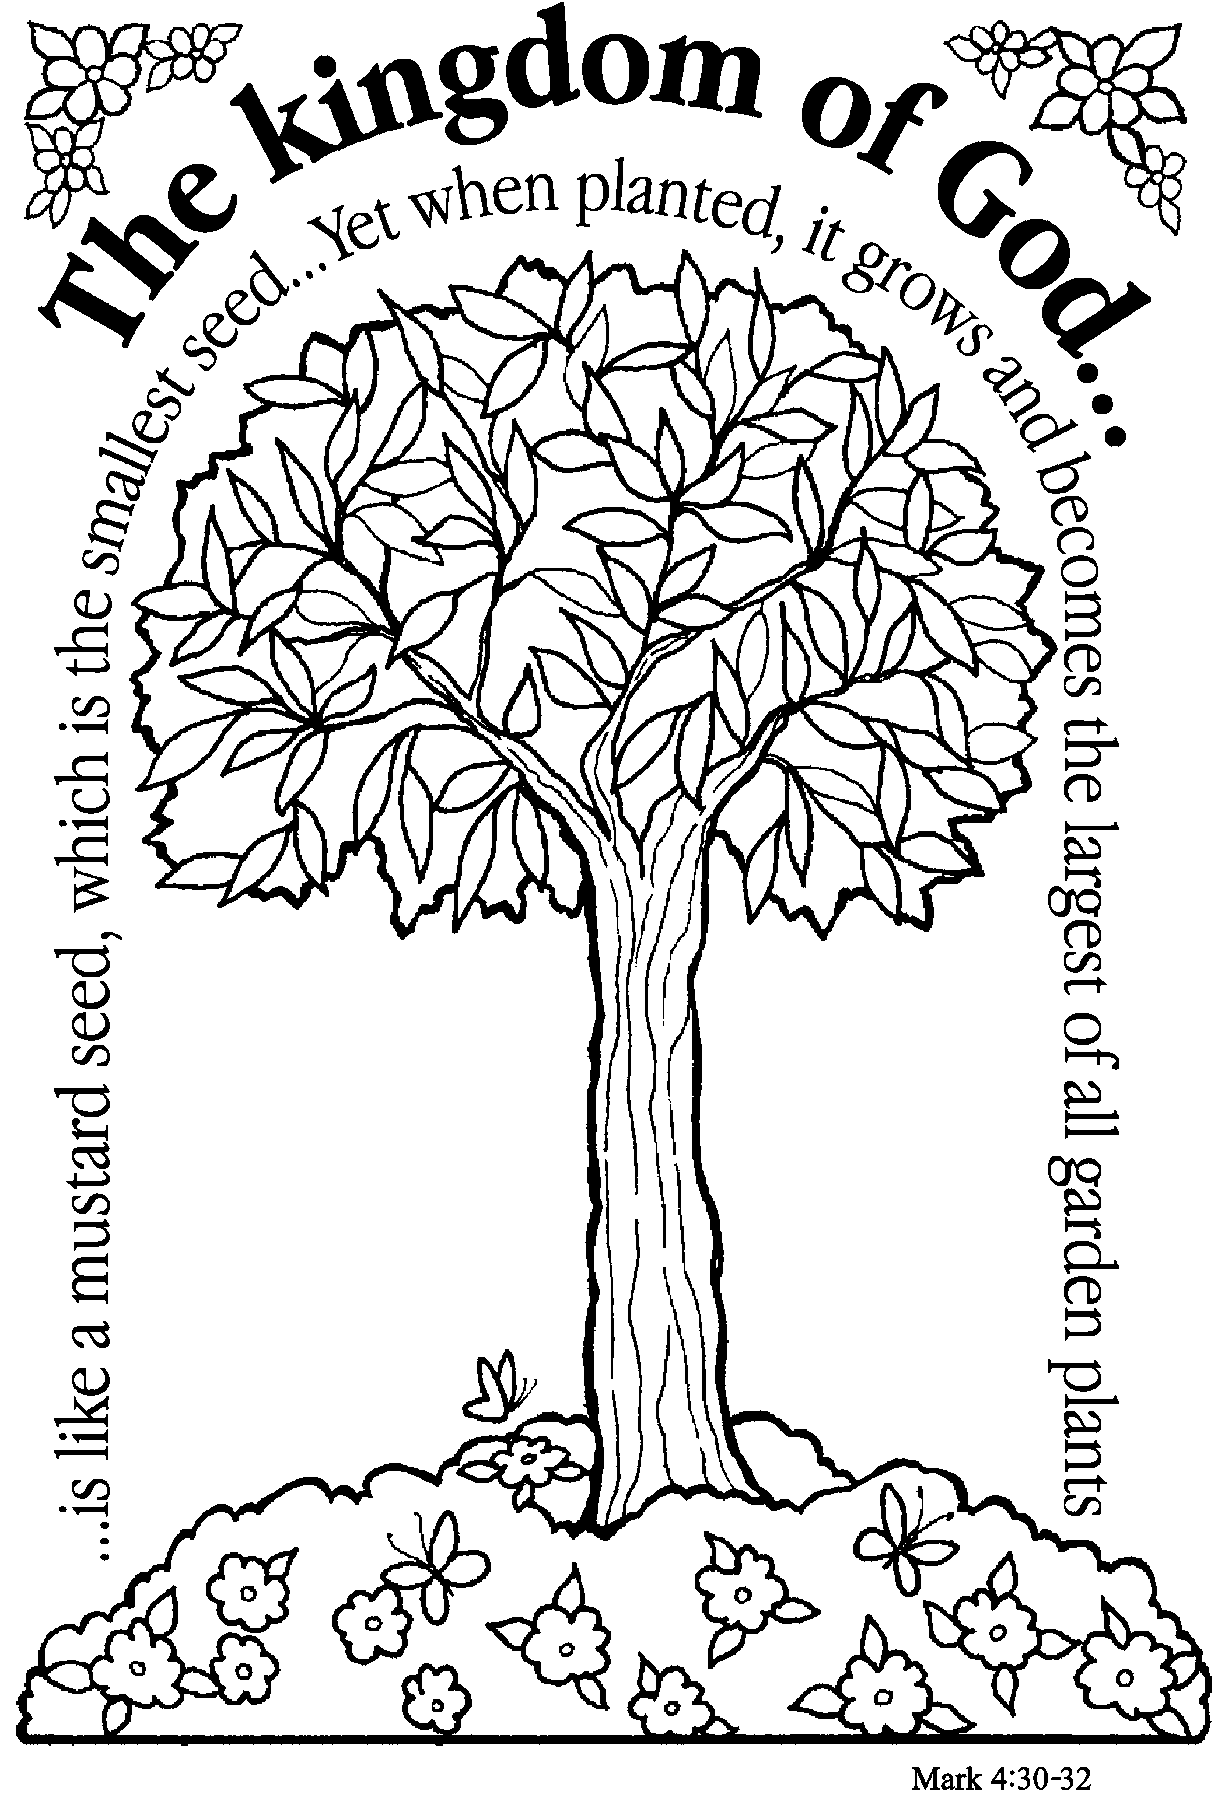 The kingdom of God...
...is like a mustard seed, which is the smallest seed...Yet when planted, it grows and becomes the largest of all garden plants
Mark 4:30-32